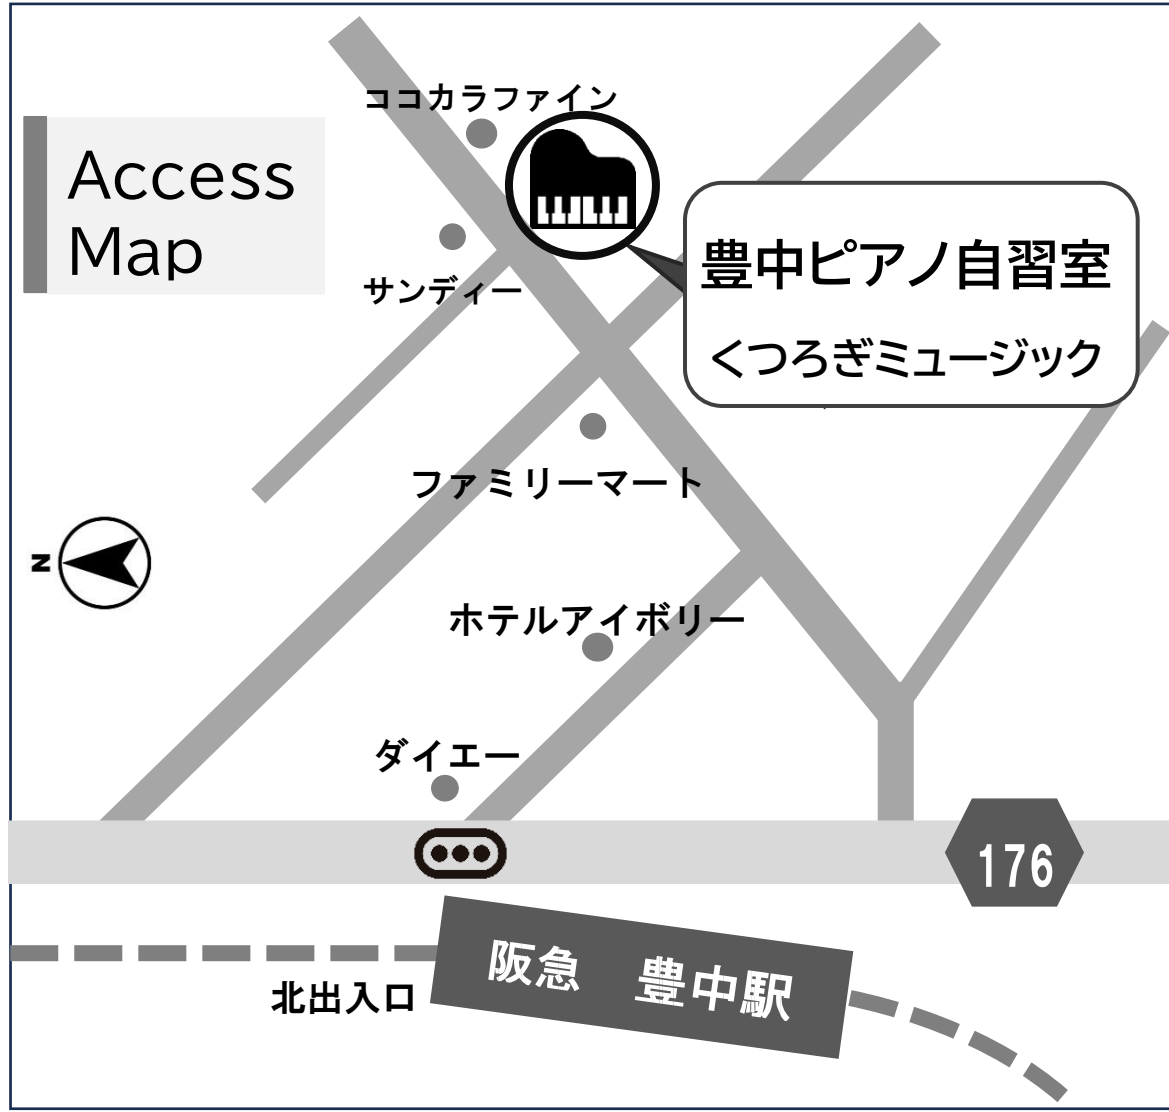 ココカラファイン
Access
Map
豊中ピアノ自習室
くつろぎミュージック
サンディー
ファミリーマート
N
ホテルアイボリー
ダイエー
176
阪急　豊中駅
北出入口